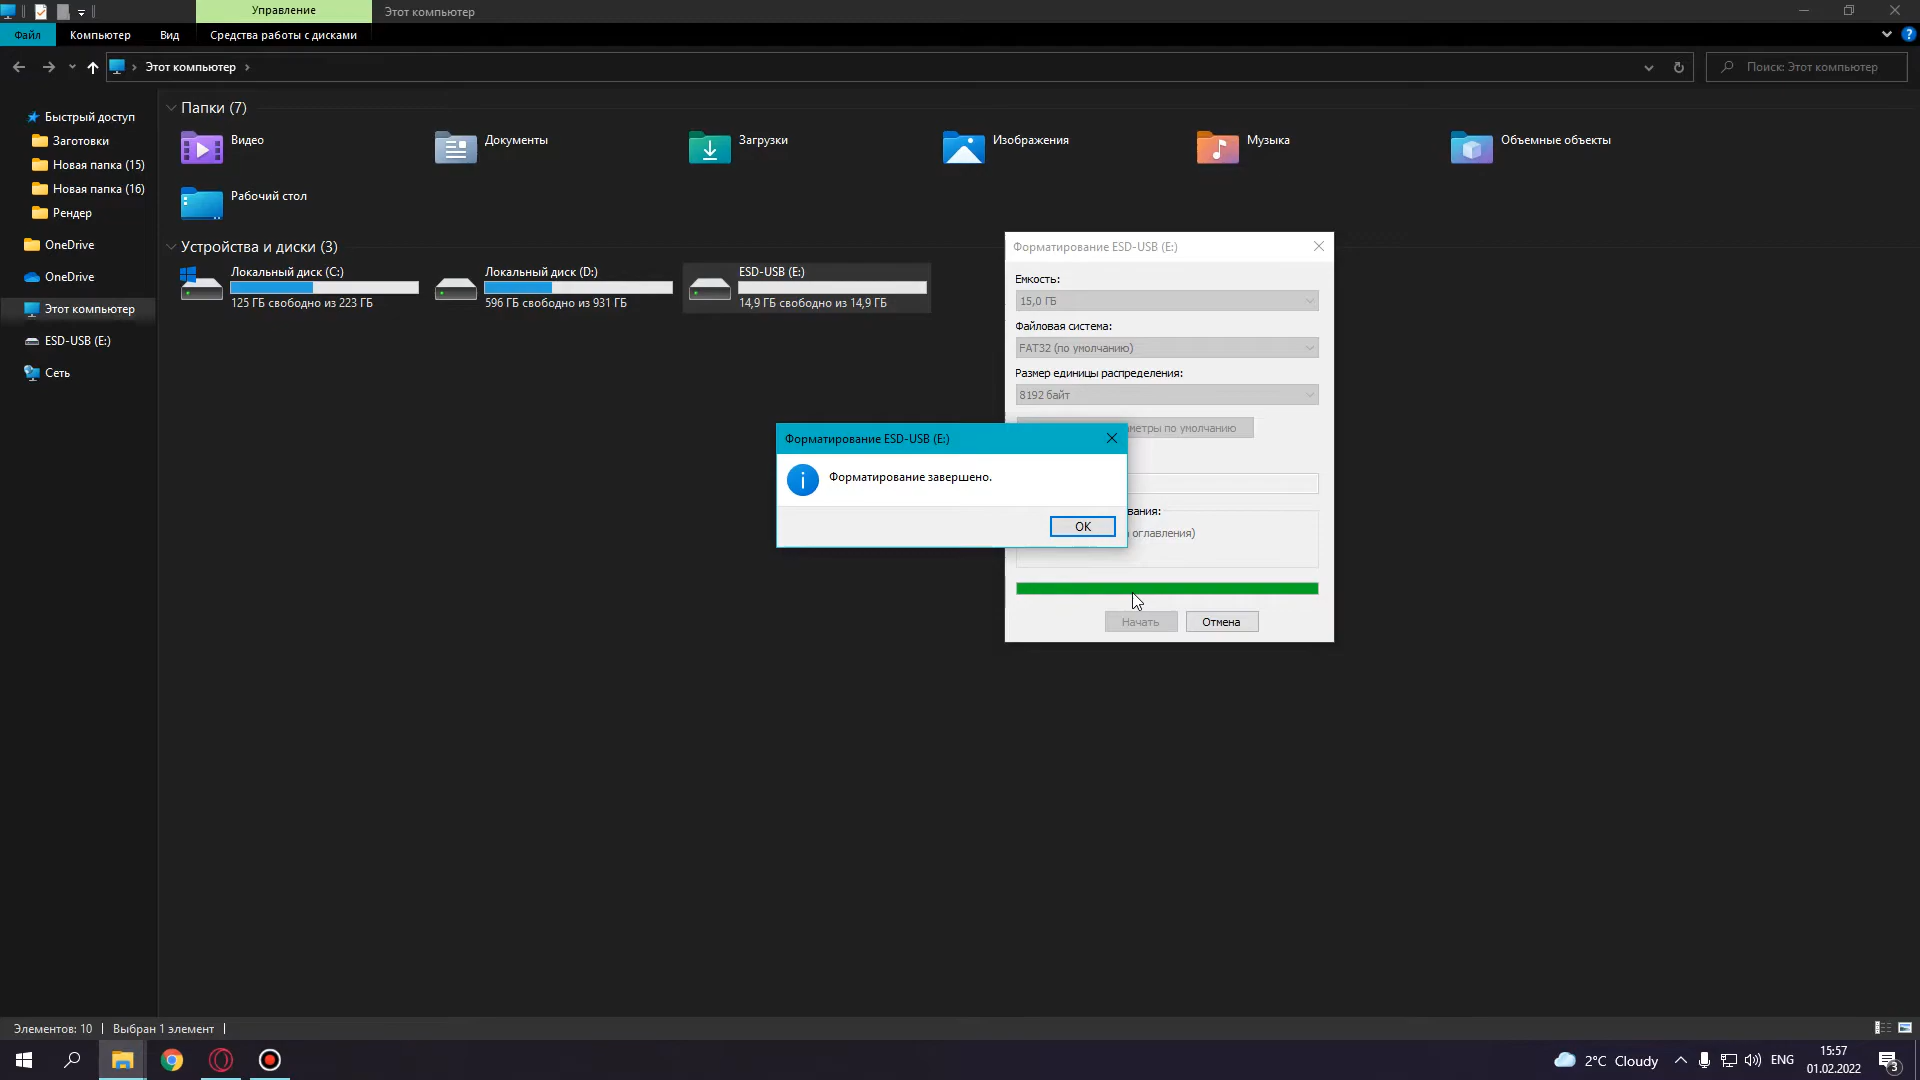 Управление
Этот компьютер
Файл
Компьютер
Вид
Средства работы с дисками
Этот компьютер
Поиск: Этот компьютер
Быстрый доступ
Заготовки
Новая папка (15)
Новая папка (16)
Рендер
OneDrive
OneDrive
Этот компьютер
ESD-USB (E:)
Сеть
Папки (7)
Видео
Документы
Загрузки
Изображения
Музыка
Объемные объекты
Рабочий стол
Устройства и диски (3)
Локальный диск (C:)
125 ГБ свободно из 223 ГБ
Локальный диск (D:)
596 ГБ свободно из 931 ГБ
ESD-USB (E:)
14,9 ГБ свободно из 14,9 ГБ
Форматирование ESD-USB (E:)
Емкость:
15,0 ГБ
Файловая система:
FAT32 (по умолчанию)
Размер единицы распределения:
8192 байт
метры по умолчанию
вания:
оглавления)
Начать
Отмена
Форматирование ESD-USB (E:)
Форматирование завершено.
ОК
Элементов: 10
Выбран 1 элемент
2°C Cloudy
ENG
15:57
01.02.2022
3